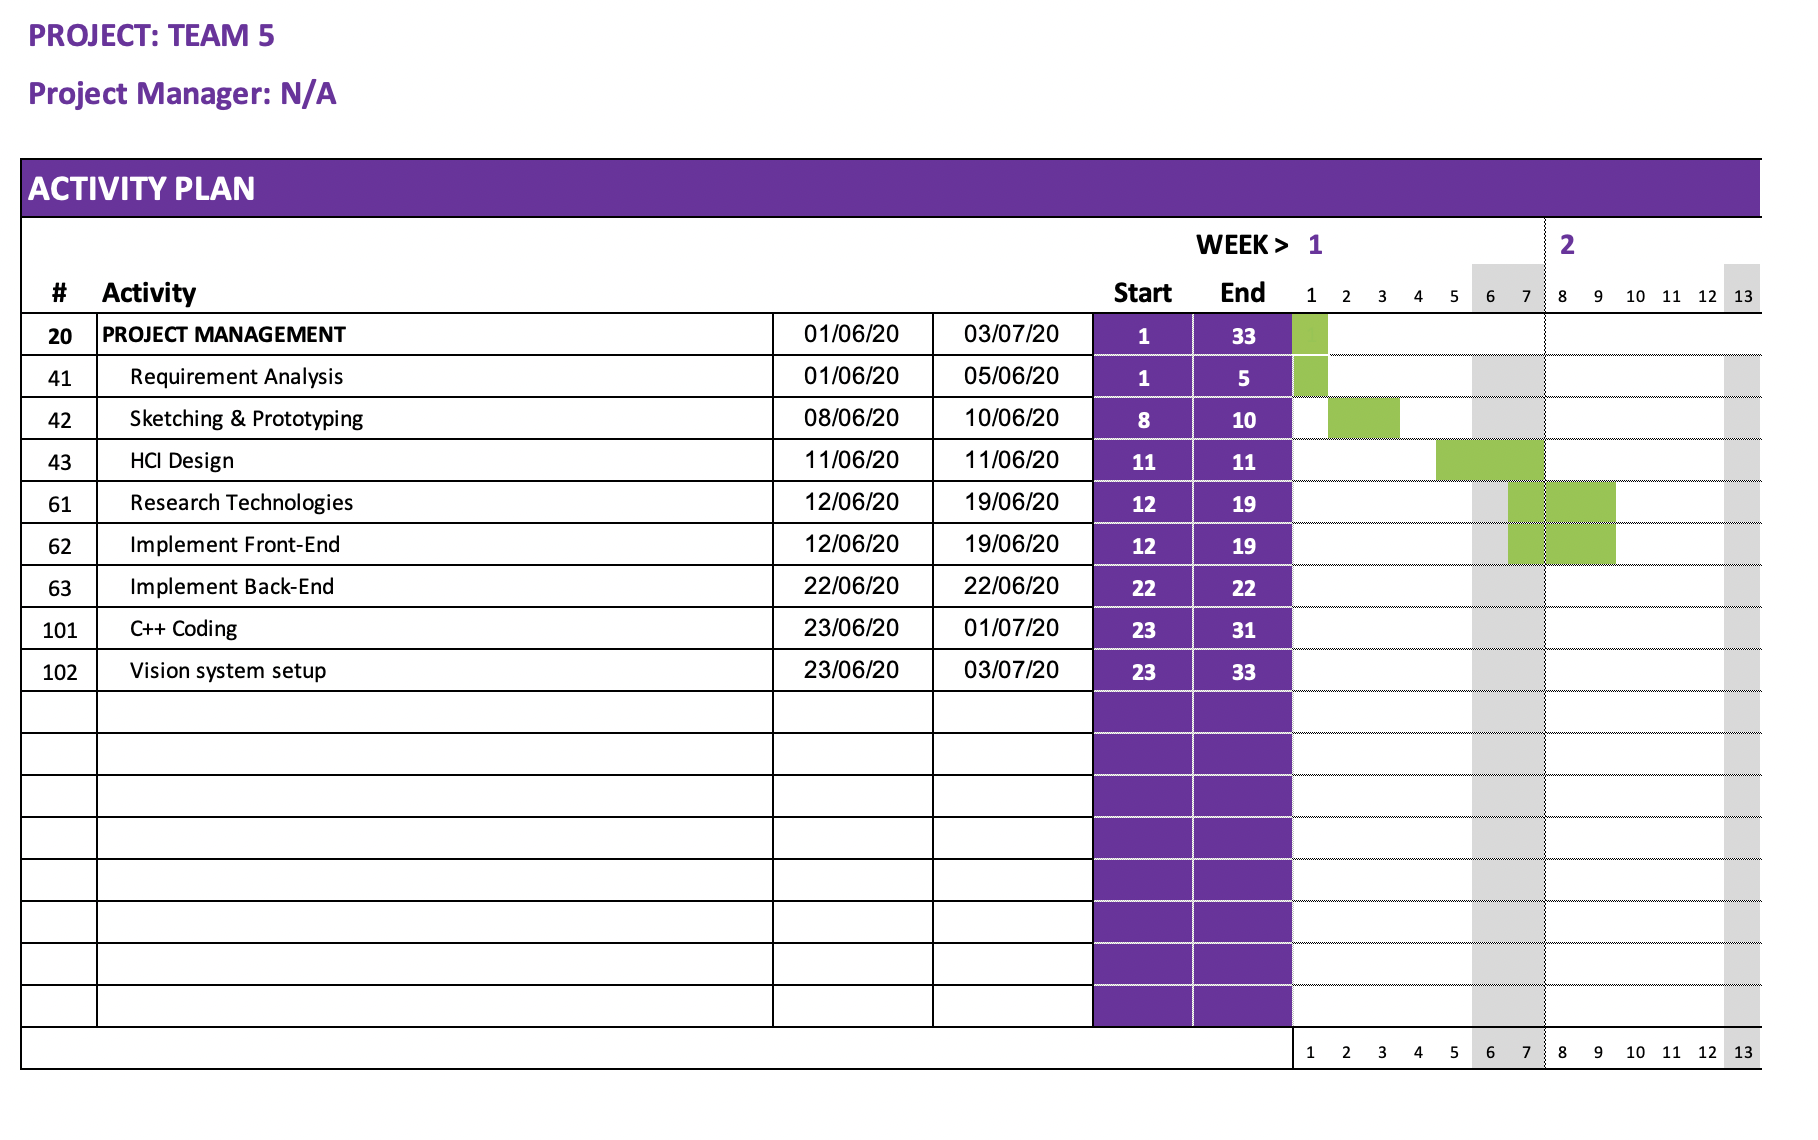 PROJECT: TEAM 5
Project Manager: N/A
ACTIVITY PLAN
WEEK > 1 2
# Activity Start End 1 2 3 4 5 6 7 8 9 10 11 12 13
20 PROJECT MANAGEMENT 01/06/20 03/07/20 1 33
41 Requirement Analysis 01/06/20 05/06/20 1 5
42 Sketching & Prototyping 08/06/20 10/06/20 8 10
43 HCI Design 11/06/20 11/06/20 11 11
61 Research Technologies 12/06/20 19/06/20 12 19
62 Implement Front-End 12/06/20 19/06/20 12 19
63 Implement Back-End 22/06/20 22/06/20 22 22
101 C++ Coding 23/06/20 01/07/20 23 31
102 Vision system setup 23/06/20 03/07/20 23 33
1 2 3 4 5 6 7 8 9 10 11 12 13